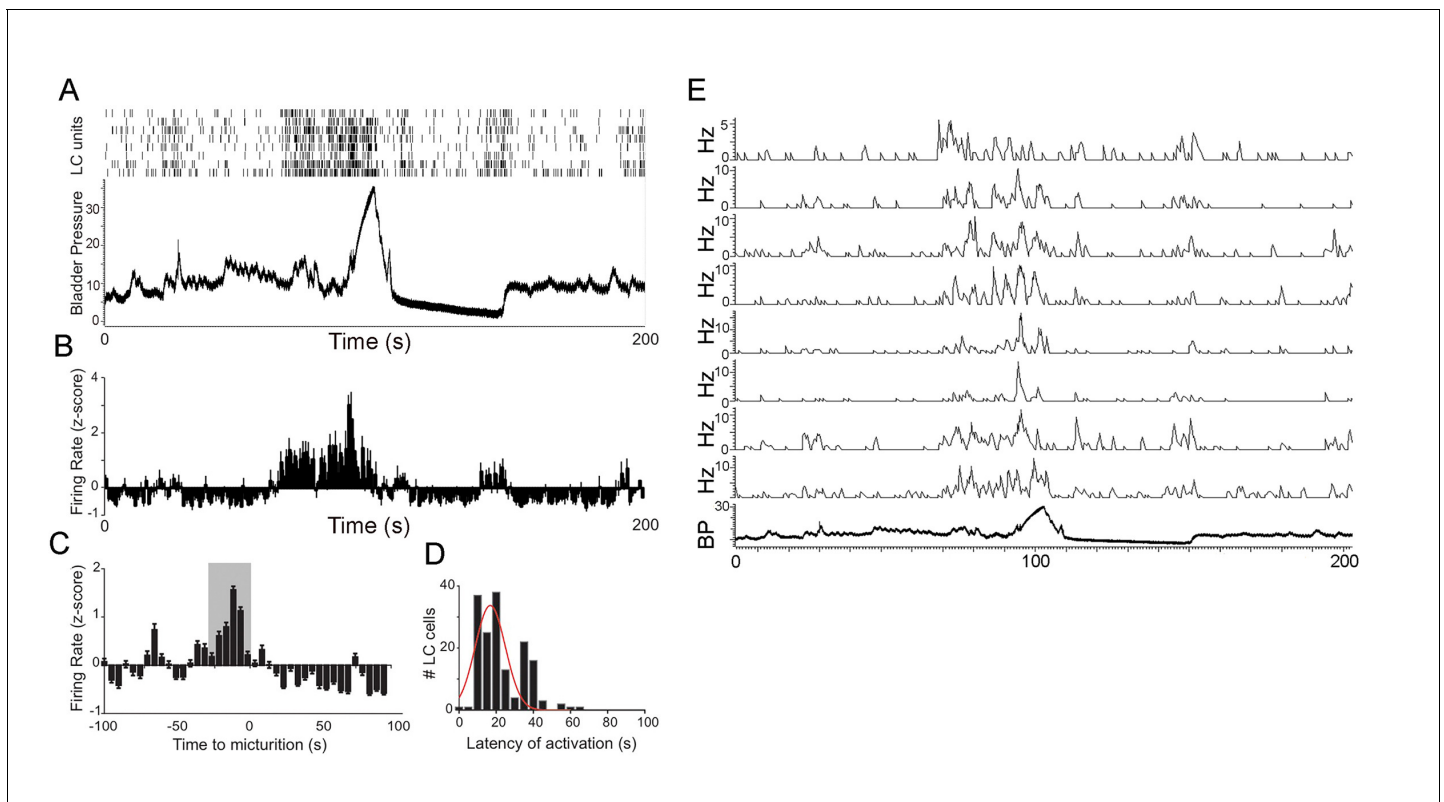 A
LC units
Bladder Pressure
30
20
10
0
0
Time (s)
200
B
Firing Rate (z-score)
4
2
0
-1
0
Time (s)
200
C
Firing Rate (z-score)
2
1
0
-1
-100
-50
0
50
100
Time to micturition (s)
D
# LC cells
40
20
0
0
20
40
60
80
100
Latency of activation (s)
E
Hz
5
0
Hz
10
0
Hz
10
0
Hz
10
0
Hz
10
0
Hz
10
0
Hz
10
0
Hz
10
0
BP
30
0
100
200